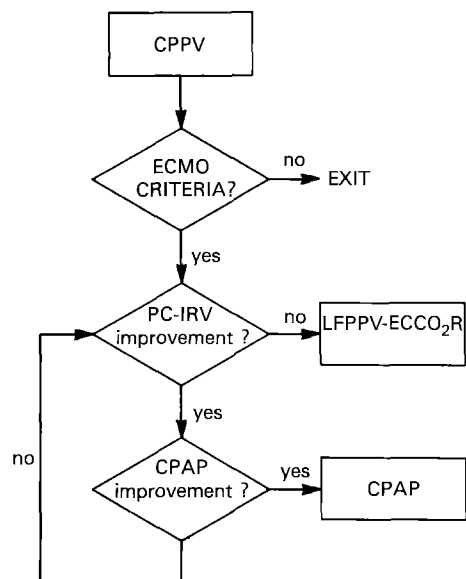 CPPV
ECMO
CRITERIA?
no
EXIT
yes
PC-IRV
improvement ?
no
LFPPV-ECCO₂R
yes
no
CPAP
improvement ?
yes
CPAP